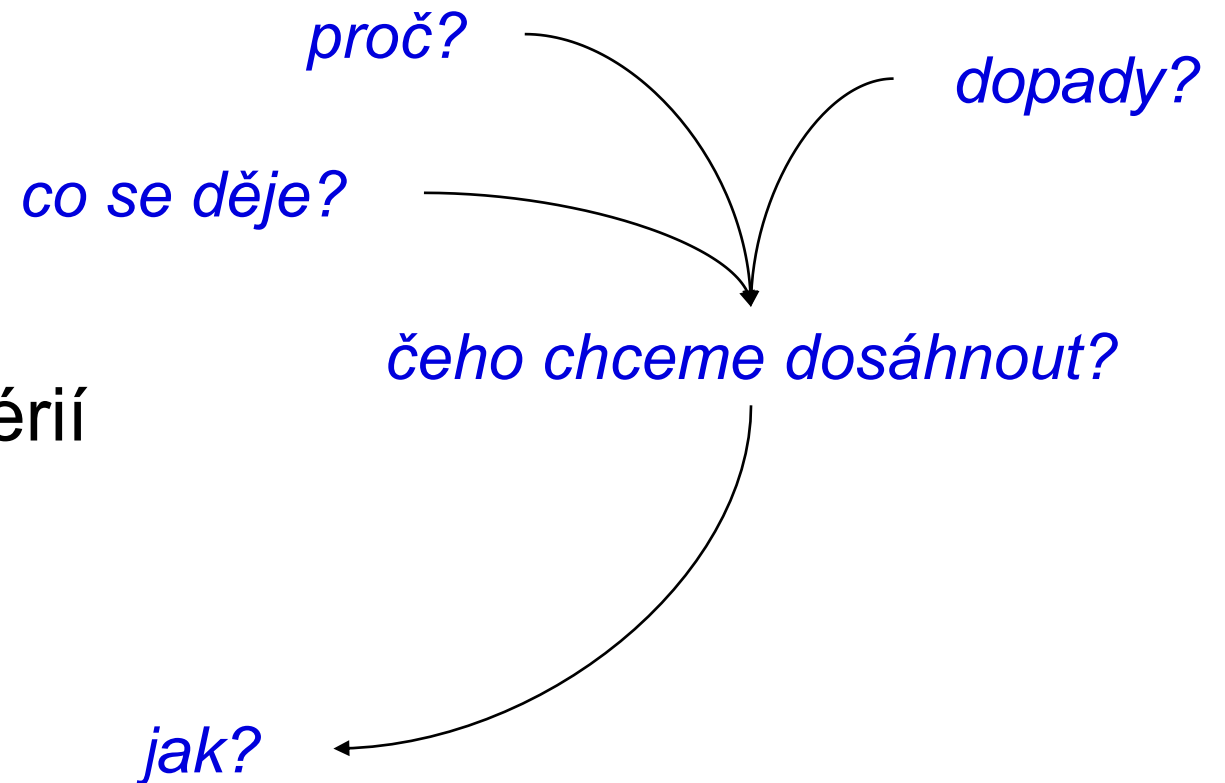 proč?
dopady?
co se děje?
čeho chceme dosáhnout?
érií
jak?